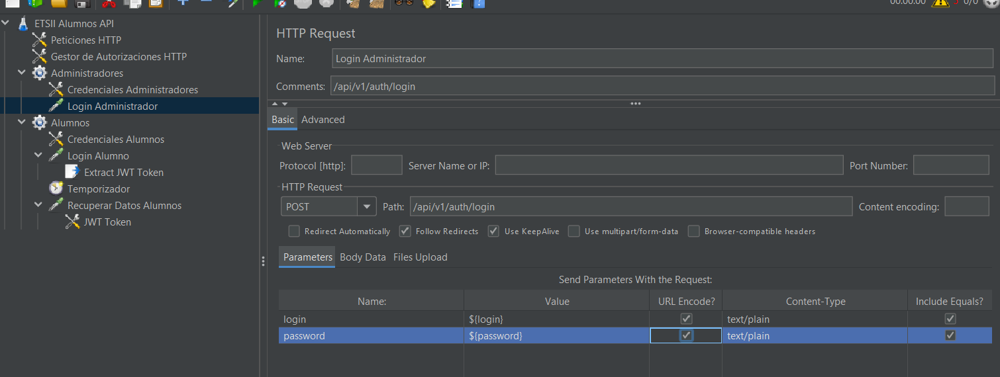 00:00:00 5 0/0
ETSII Alumnos API
Peticiones HTTP
Gestor de Autorizaciones HTTP
Administradores
Credenciales Administradores
Login Administrador
Alumnos
Credenciales Alumnos
Login Alumno
Extract JWT Token
Temporizador
Recuperar Datos Alumnos
JWT Token
HTTP Request
Name: Login Administrador
Comments: /api/v1/auth/login
Basic Advanced
Web Server
Protocol [http]: Server Name or IP: Port Number:
HTTP Request
POST Path: /api/v1/auth/login Content encoding:
Redirect Automatically Follow Redirects Use KeepAlive Use multipart/form-data Browser-compatible headers
Parameters Body Data Files Upload
Send Parameters With the Request:
Name: Value URL Encode? Content-Type Include Equals?
login ${login} text/plain
password ${password} text/plain